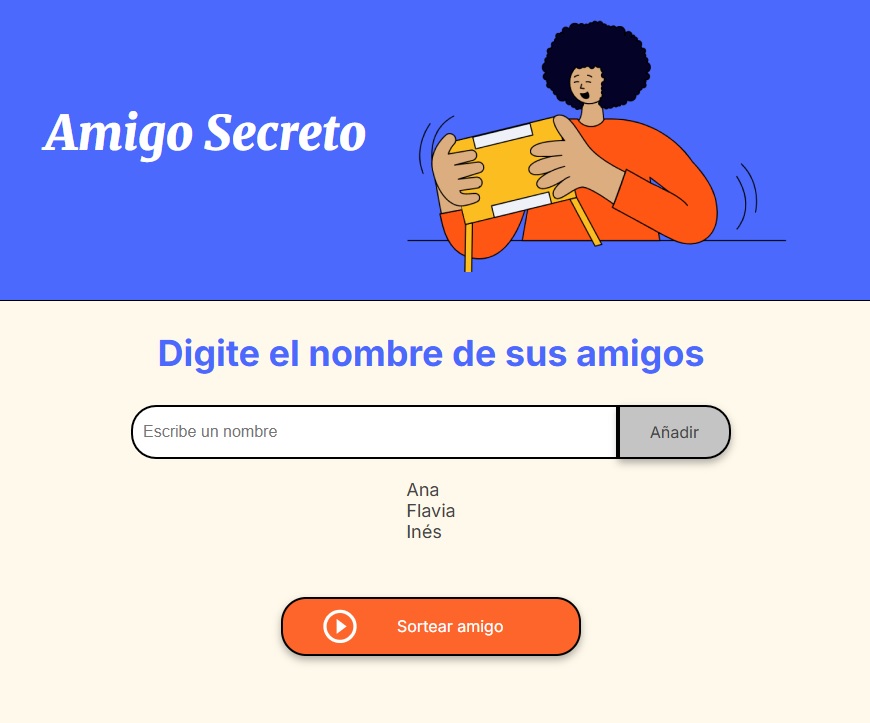 Amigo Secreto
Digite el nombre de sus amigos
Escribe un nombre
Añadir
Ana
Flavia
Inés
Sortear amigo